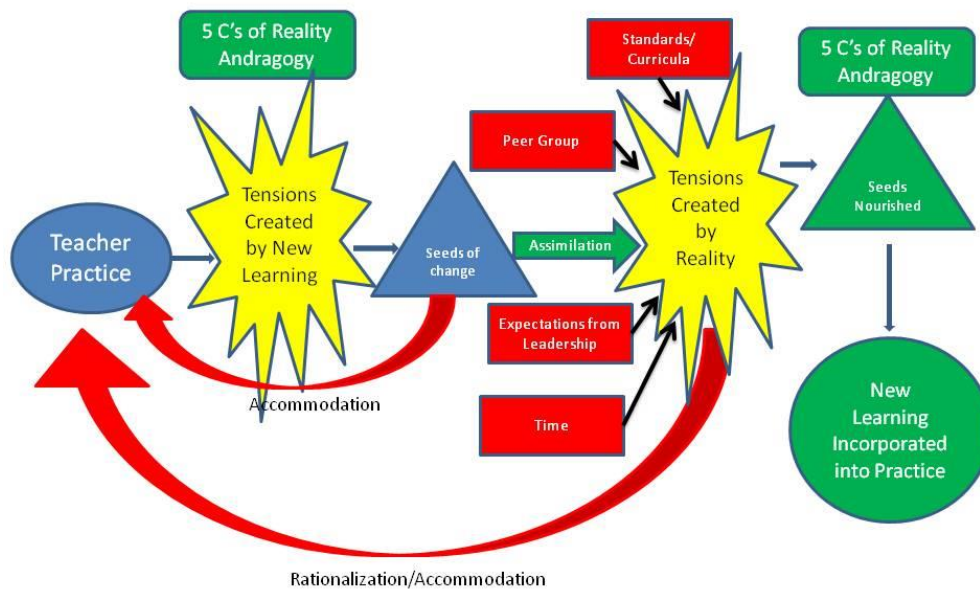 5 C's of Reality
Andragogy
Teacher
Practice
Tensions
Created
by New
Learning
Seeds of
change
Accommodation
Assimilation
Standards/
Curricula
Peer Group
Expectations from
Leadership
Time
Tensions
Created
by
Reality
Rationalization/Accommodation
5 C's of Reality
Andragogy
Seeds
Nourished
New
Learning
Incorporated
into Practice